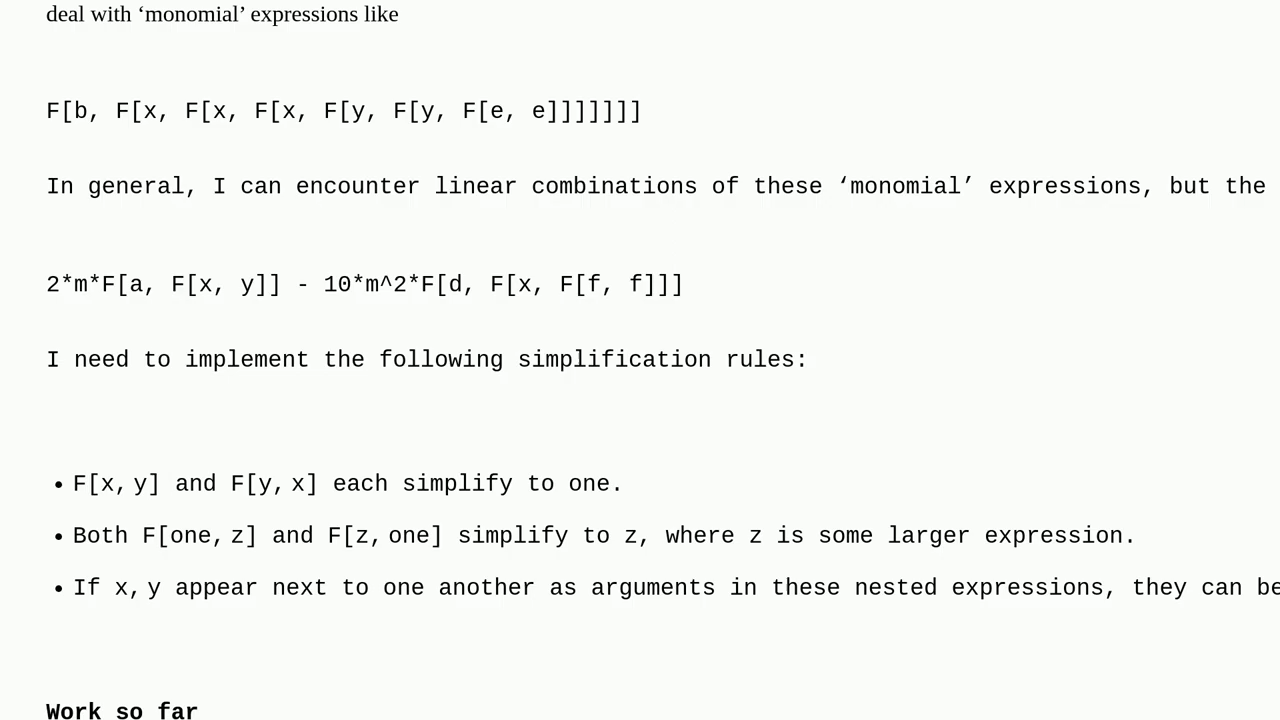 deal with ‘monomial’ expressions like
F[b, F[x, F[x, F[x, F[y, F[y, F[e, e]]]]]]]
In general, I can encounter linear combinations of these ‘monomial’ expressions, but the
2*m*F[a, F[x, y]] - 10*m^2*F[d, F[x, F[f, f]]]
I need to implement the following simplification rules:
• F[x, y] and F[y, x] each simplify to one.
• Both F[one, z] and F[z, one] simplify to z, where z is some larger expression.
• If x, y appear next to one another as arguments in these nested expressions, they can be
Work so far